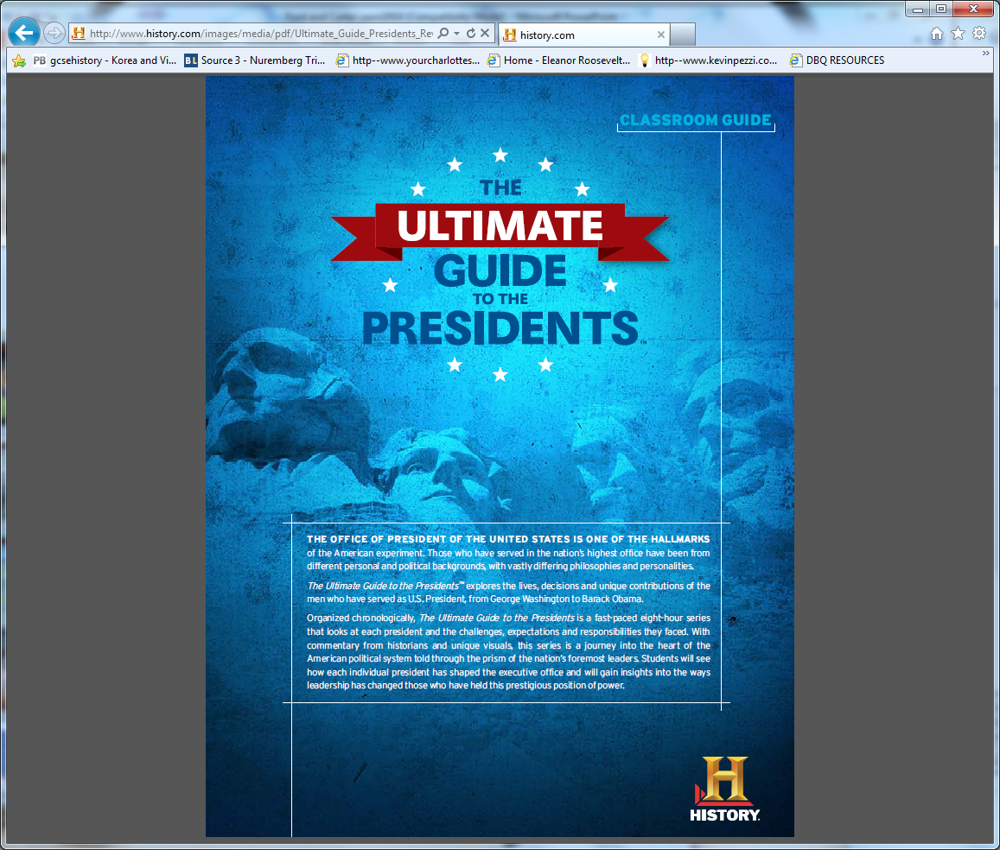 http://www.history.com/images/media/pdf/Ultimate_Guide_Presidents_Re
history.com
PB gcsehistory - Korea and Vi...
BL Source 3 - Nuremberg Tri...
http--www.yourcharlottes...
Home - Eleanor Roosevelt...
http--www.kevinpezzi.co...
DBQ RESOURCES
CLASSROOM GUIDE
THE
ULTIMATE
GUIDE
TO THE
PRESIDENTS™
THE OFFICE OF PRESIDENT OF THE UNITED STATES IS ONE OF THE HALLMARKS
of the American experiment. Those who have served in the nation's highest office have been from
different personal and political backgrounds, with vastly differing philosophies and personalities.
The Ultimate Guide to the Presidents™ explores the lives, decisions and unique contributions of the
men who have served as U.S. President, from George Washington to Barack Obama.
Organized chronologically, The Ultimate Guide to the Presidents is a fast-paced eight-hour series
that looks at each president and the challenges, expectations and responsibilities they faced. With
commentary from historians and unique visuals, this series is a journey into the heart of the
American political system told through the prism of the nation's foremost leaders. Students will see
how each individual president has shaped the executive office and will gain insights into the ways
leadership has changed those who have held this prestigious position of power.
H
HISTORY.